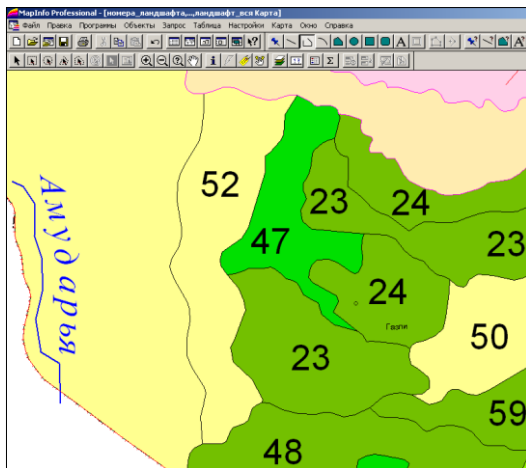 MapInfo Professional - [номера_ландшафта,...,ландшафт_вся Карта]
Файл Правка Программы Объекты Запрос Таблица Настройки Карта Окно Справка
52
23
24
47
23
24
Газли
50
23
59
48
Амударья